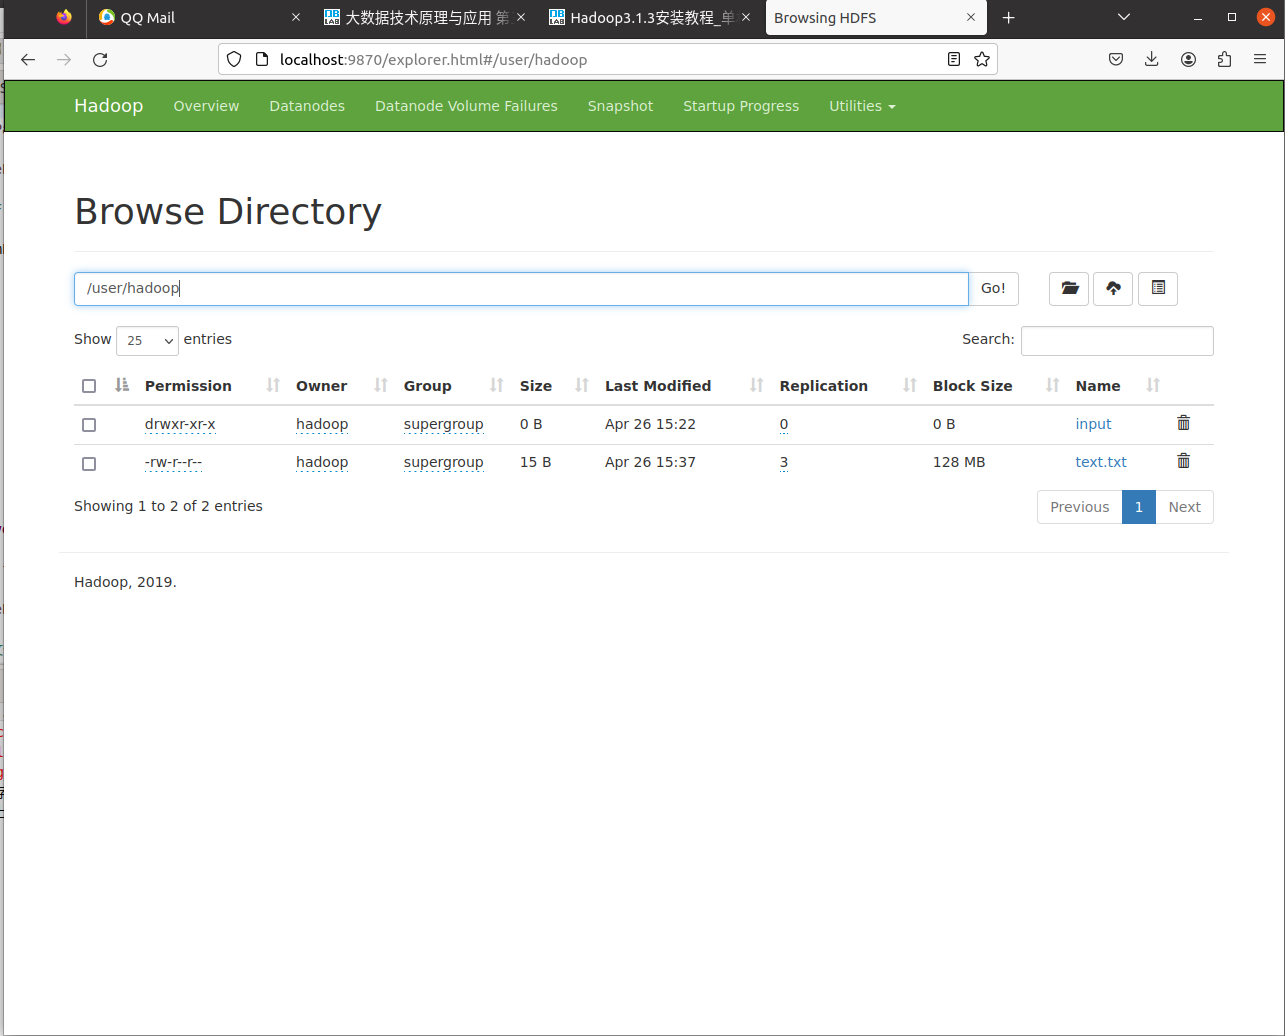 QQ Mail
大数据技术原理与应用 第
Hadoop3.1.3安装教程_单
Browsing HDFS
localhost:9870/explorer.html#/user/hadoop
Hadoop Overview Datanodes Datanode Volume Failures Snapshot Startup Progress Utilities
Browse Directory
/user/hadoop Go!
Show 25 entries Search:
Permission Owner Group Size Last Modified Replication Block Size Name
drwxr-xr-x hadoop supergroup 0 B Apr 26 15:22 0 0 B input
-rw-r--r-- hadoop supergroup 15 B Apr 26 15:37 3 128 MB text.txt
Showing 1 to 2 of 2 entries Previous 1 Next
Hadoop, 2019.